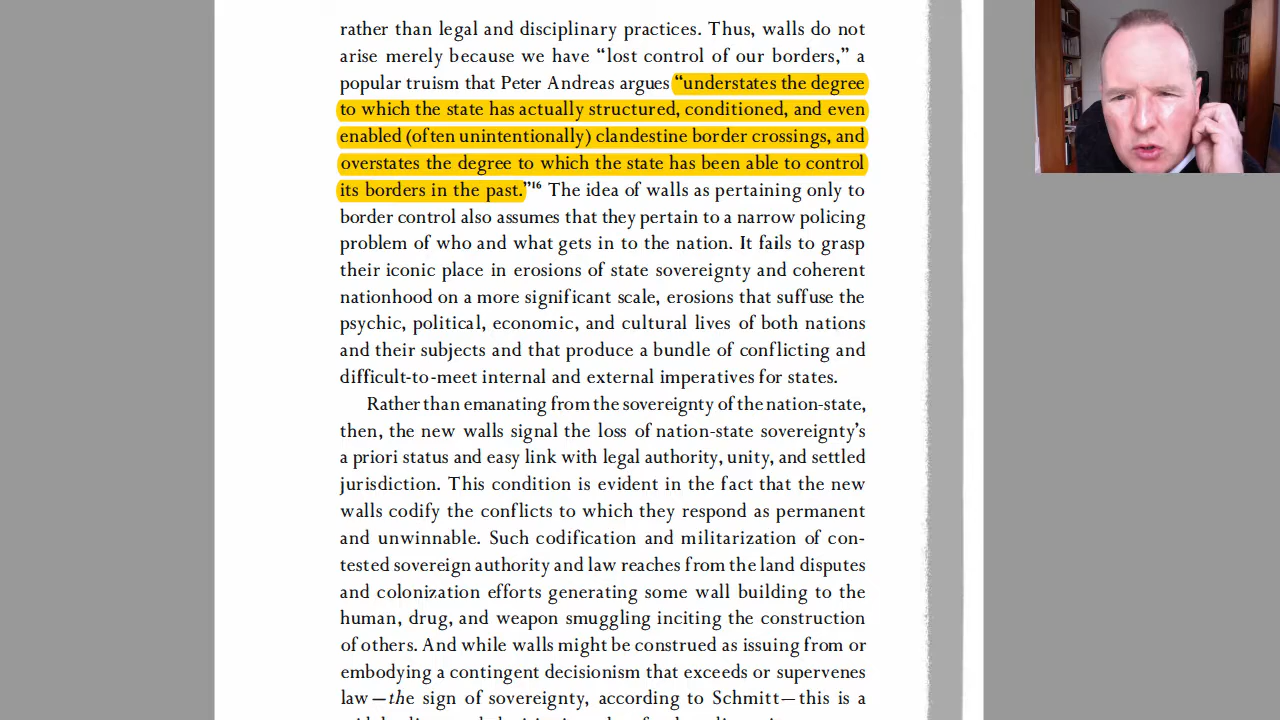 rather than legal and disciplinary practices. Thus, walls do not
arise merely because we have “lost control of our borders,” a
popular truism that Peter Andreas argues “understates the degree
to which the state has actually structured, conditioned, and even
enabled (often unintentionally) clandestine border crossings, and
overstates the degree to which the state has been able to control
its borders in the past.”16 The idea of walls as pertaining only to
border control also assumes that they pertain to a narrow policing
problem of who and what gets in to the nation. It fails to grasp
their iconic place in erosions of state sovereignty and coherent
nationhood on a more significant scale, erosions that suffuse the
psychic, political, economic, and cultural lives of both nations
and their subjects and that produce a bundle of conflicting and
difficult-to-meet internal and external imperatives for states.
Rather than emanating from the sovereignty of the nation-state,
then, the new walls signal the loss of nation-state sovereignty’s
a priori status and easy link with legal authority, unity, and settled
jurisdiction. This condition is evident in the fact that the new
walls codify the conflicts to which they respond as permanent
and unwinnable. Such codification and militarization of con-
tested sovereign authority and law reaches from the land disputes
and colonization efforts generating some wall building to the
human, drug, and weapon smuggling inciting the construction
of others. And while walls might be construed as issuing from or
embodying a contingent decisionism that exceeds or supervenes
law—the sign of sovereignty, according to Schmitt—this is a